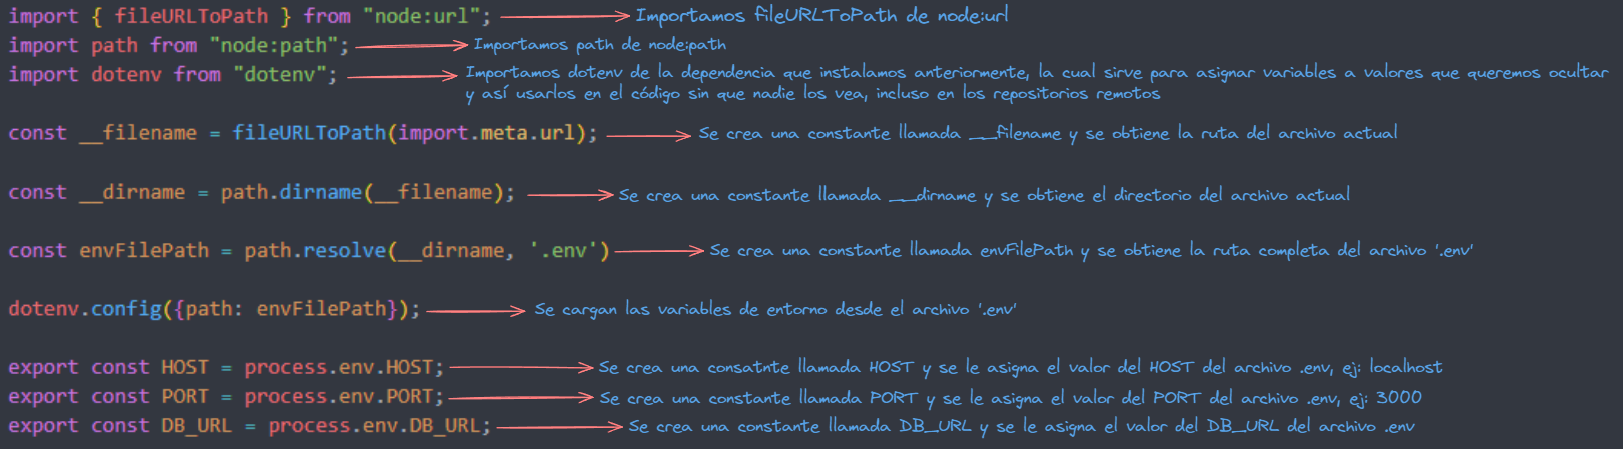 import { fileURLToPath } from "node:url"; Importamos fileURLToPath de node:url
import path from "node:path"; Importamos path de node:path
import dotenv from "dotenv"; Importamos dotenv de la dependencia que instalamos anteriormente, la cual sirve para asignar variables a valores que queremos ocultar
y así usarlos en el código sin que nadie los vea, incluso en los repositorios remotos
const __filename = fileURLToPath(import.meta.url); Se crea una constante llamada __filename y se obtiene la ruta del archivo actual
const __dirname = path.dirname(__filename); Se crea una constante llamada __dirname y se obtiene el directorio del archivo actual
const envFilePath = path.resolve(__dirname, '.env') Se crea una constante llamada envFilePath y se obtiene la ruta completa del archivo '.env'
dotenv.config({path: envFilePath}); Se cargan las variables de entorno desde el archivo '.env'
export const HOST = process.env.HOST; Se crea una consatnte llamada HOST y se le asigna el valor del HOST del archivo .env, ej: localhost
export const PORT = process.env.PORT; Se crea una constante llamada PORT y se le asigna el valor del PORT del archivo .env, ej: 3000
export const DB_URL = process.env.DB_URL; Se crea una constante llamada DB_URL y se le asigna el valor del DB_URL del archivo .env